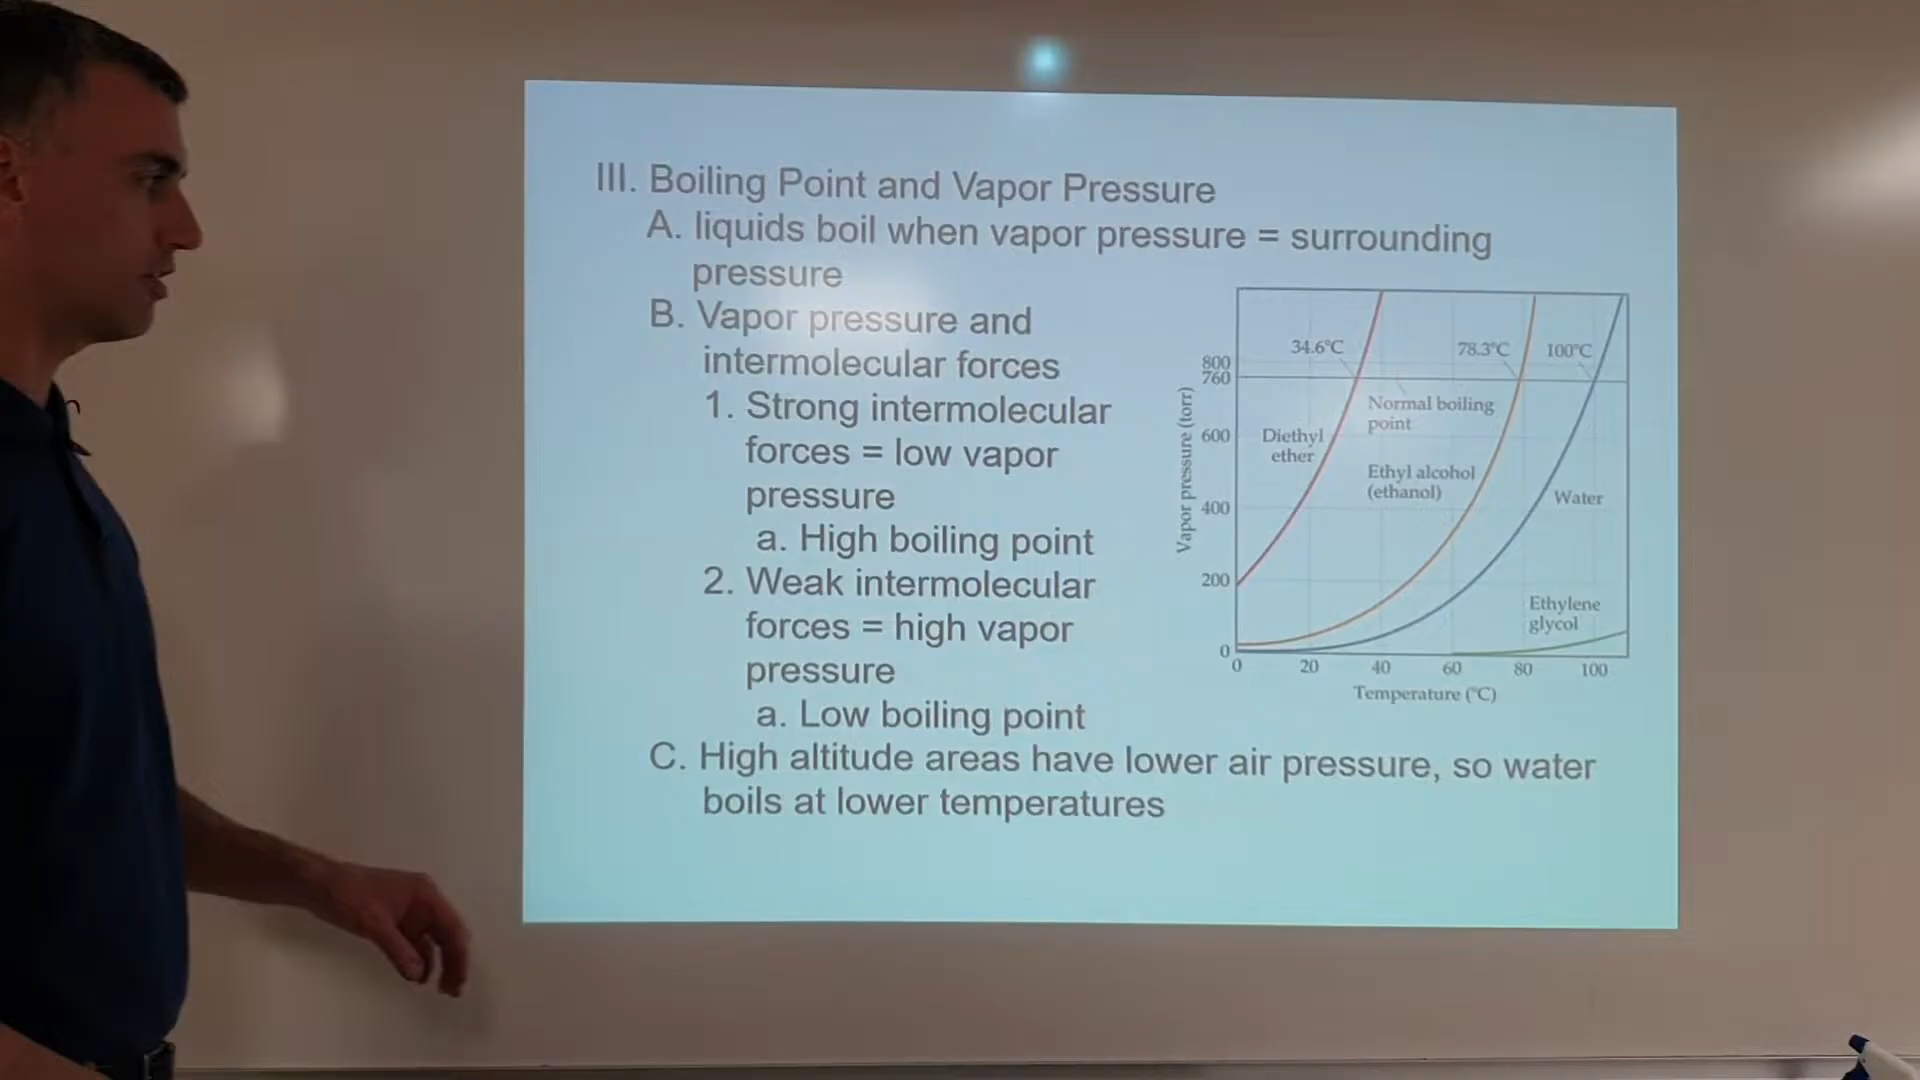 III. Boiling Point and Vapor Pressure
A. liquids boil when vapor pressure = surrounding
pressure
B. Vapor pressure and
intermolecular forces
1. Strong intermolecular
forces = low vapor
pressure
a. High boiling point
2. Weak intermolecular
forces = high vapor
pressure
a. Low boiling point
C. High altitude areas have lower air pressure, so water
boils at lower temperatures
34.6°C
78.3°C
100°C
800
760
600
400
200
0
Vapor pressure (torr)
Normal boiling
point
Diethyl
ether
Ethyl alcohol
(ethanol)
Water
Ethylene
glycol
0 20 40 60 80 100
Temperature (°C)